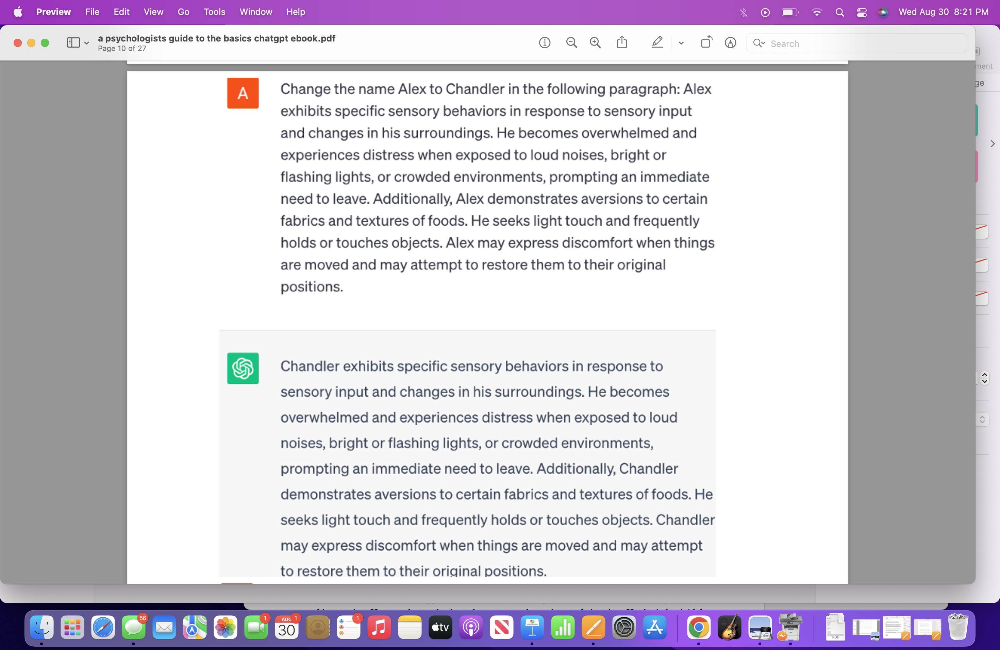 Preview File Edit View Go Tools Window Help Wed Aug 30 8:21 PM
a psychologists guide to the basics chatgpt ebook.pdf
Page 10 of 27
Search
ment
ge
A
Change the name Alex to Chandler in the following paragraph: Alex
exhibits specific sensory behaviors in response to sensory input
and changes in his surroundings. He becomes overwhelmed and
experiences distress when exposed to loud noises, bright or
flashing lights, or crowded environments, prompting an immediate
need to leave. Additionally, Alex demonstrates aversions to certain
fabrics and textures of foods. He seeks light touch and frequently
holds or touches objects. Alex may express discomfort when things
are moved and may attempt to restore them to their original
positions.
Chandler exhibits specific sensory behaviors in response to
sensory input and changes in his surroundings. He becomes
overwhelmed and experiences distress when exposed to loud
noises, bright or flashing lights, or crowded environments,
prompting an immediate need to leave. Additionally, Chandler
demonstrates aversions to certain fabrics and textures of foods. He
seeks light touch and frequently holds or touches objects. Chandler
may express discomfort when things are moved and may attempt
to restore them to their original positions.
56 1 AUG 1 30 1 tv PDF